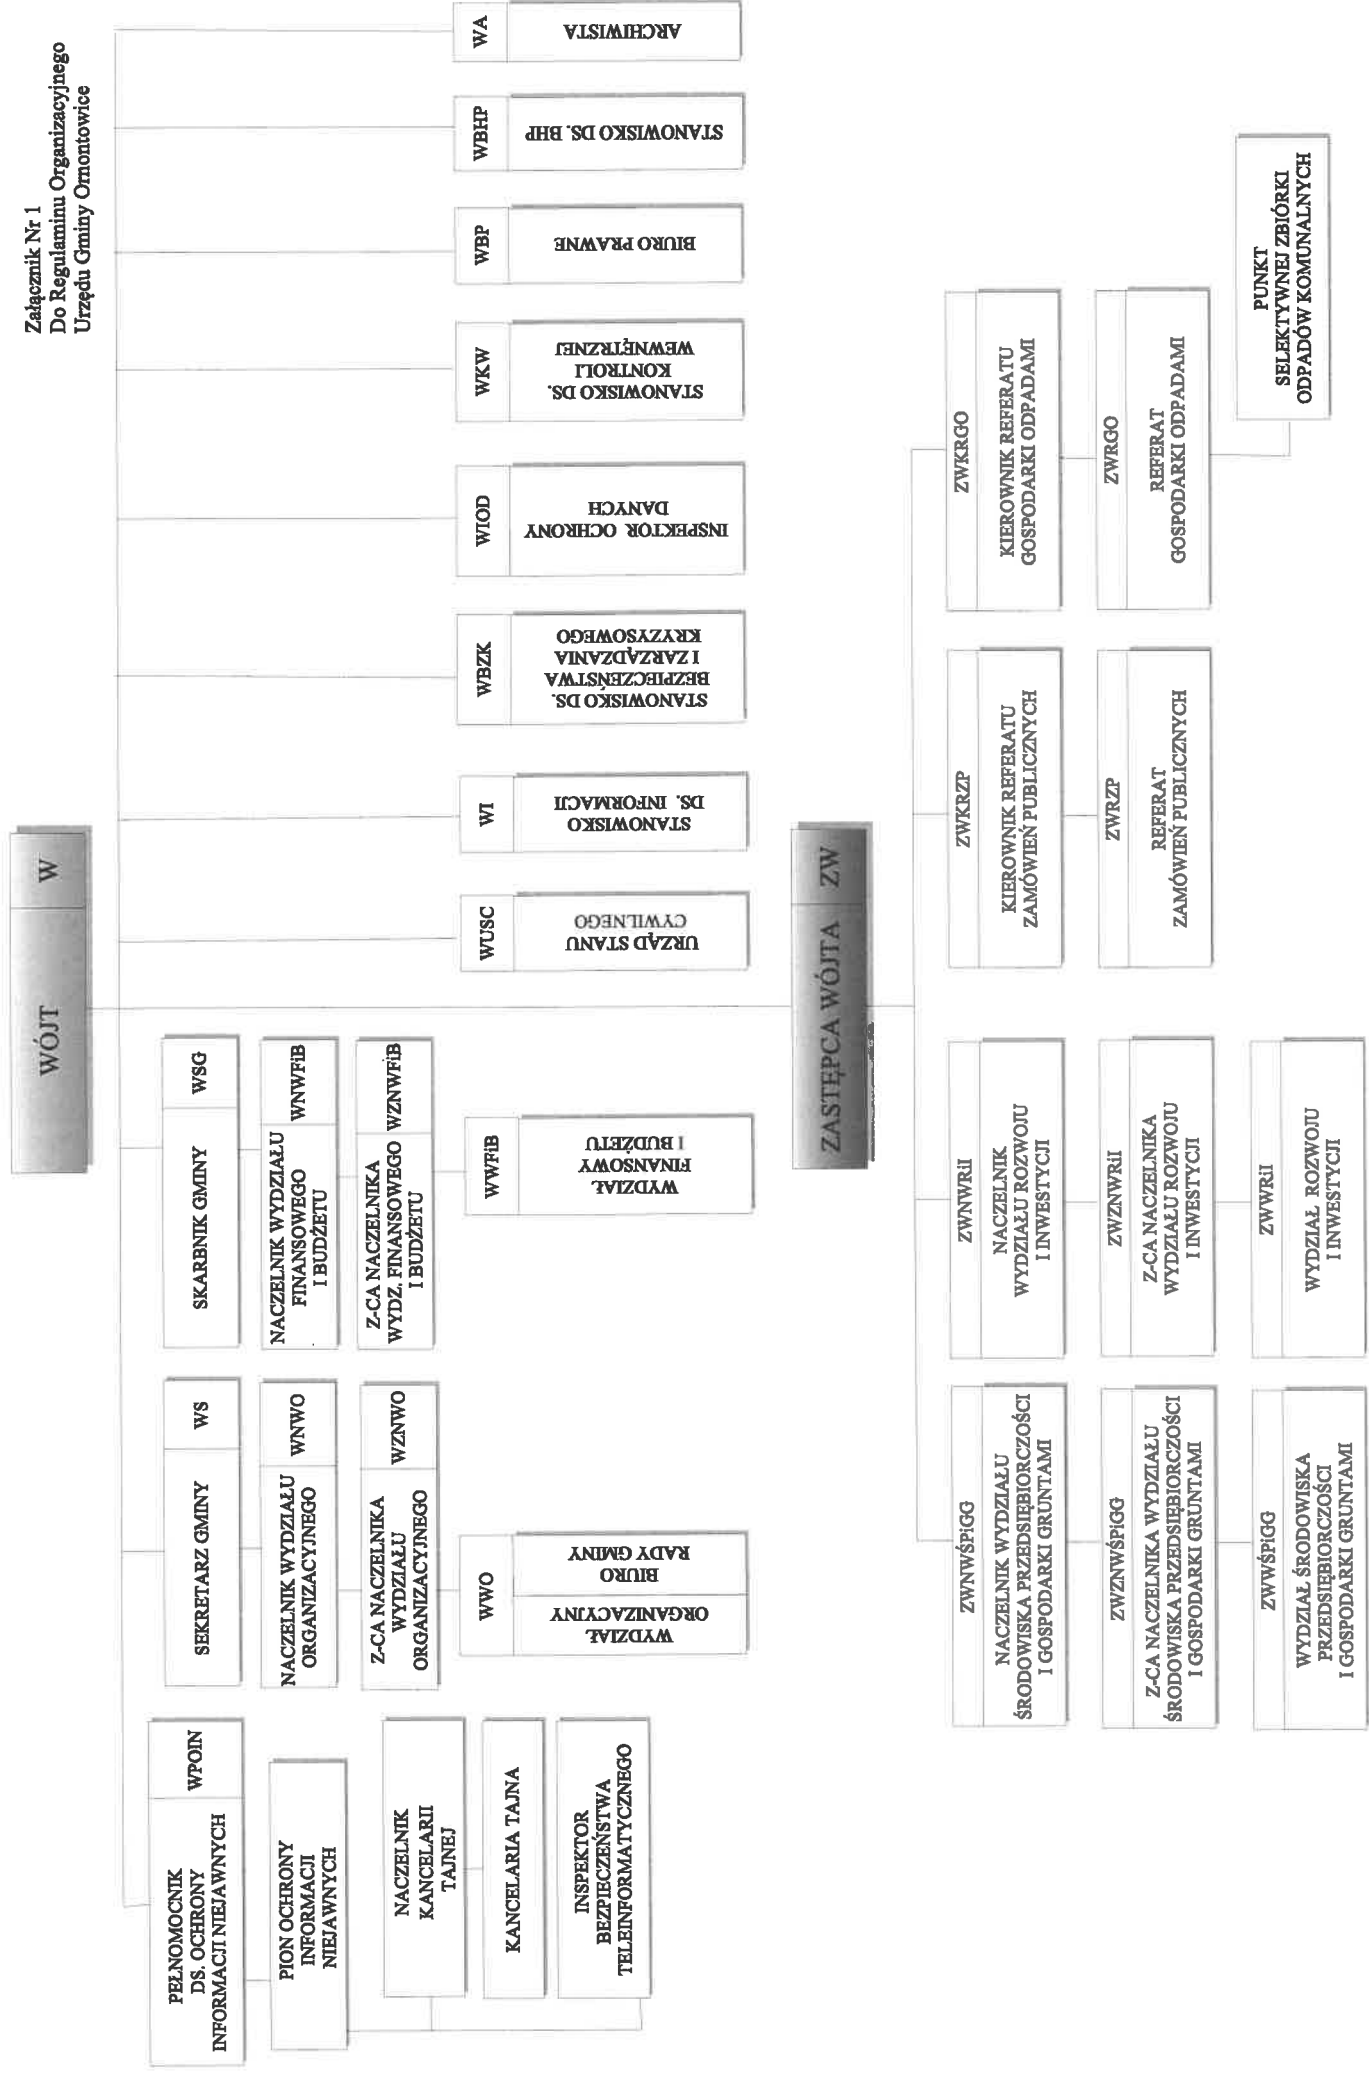 Załącznik Nr 1
Do Regulaminu Organizacyjnego
Urzędu Gminy Ornontowice
WÓJT
W
PEŁNOMOCNIK
DS. OCHRONY
INFORMACJI NIEJAWNYCH
WPOIN
PION OCHRONY
INFORMACJI
NIEJAWNYCH
NACZELNIK
KANCELARII
TAJNEJ
KANCELARIA TAJNA
INSPEKTOR
BEZPIECZEŃSTWA
TELEINFORMATYCZNEGO
SEKRETARZ GMINY
WS
NACZELNIK WYDZIAŁU
ORGANIZACYJNEGO
WNWO
Z-CA NACZELNIKA
WYDZIAŁU
ORGANIZACYJNEGO
WZNWO
WWO
WYDZIAŁ
ORGANIZACYJNY
BIURO
RADY GMINY
SKARBNIK GMINY
WSG
NACZELNIK WYDZIAŁU
FINANSOWEGO
I BUDŻETU
WNWFiB
Z-CA NACZELNIKA
WYDZ. FINANSOWEGO
I BUDŻETU
WZNWFiB
WWFiB
WYDZIAŁ
FINANSOWY
I BUDŻETU
WUSC
URZĄD STANU
CYWILNEGO
WI
STANOWISKO
DS. INFORMACJI
WBZK
STANOWISKO DS.
BEZPIECZEŃSTWA
I ZARZĄDZANIA
KRYZYSOWEGO
WIOD
INSPEKTOR OCHRONY
DANYCH
WKW
STANOWISKO DS.
KONTROLI
WEWNĘTRZNEJ
WBP
BIURO PRAWNE
WBHP
STANOWISKO DS. BHP
WA
ARCHIWISTA
ZASTĘPCA WÓJTA
ZW
ZWNWŚPiGG
NACZELNIK WYDZIAŁU
ŚRODOWISKA PRZEDSIĘBIORCZOŚCI
I GOSPODARKI GRUNTAMI
ZWZNWŚPiGG
Z-CA NACZELNIKA WYDZIAŁU
ŚRODOWISKA PRZEDSIĘBIORCZOŚCI
I GOSPODARKI GRUNTAMI
ZWWŚPiGG
WYDZIAŁ ŚRODOWISKA
PRZEDSIĘBIORCZOŚCI
I GOSPODARKI GRUNTAMI
ZWNWRiI
NACZELNIK
WYDZIAŁU ROZWOJU
I INWESTYCJI
ZWZNWRiI
Z-CA NACZELNIKA
WYDZIAŁU ROZWOJU
I INWESTYCJI
ZWWRiI
WYDZIAŁ ROZWOJU
I INWESTYCJI
ZWKRZP
KIEROWNIK REFERATU
ZAMÓWIEŃ PUBLICZNYCH
ZWRZP
REFERAT
ZAMÓWIEŃ PUBLICZNYCH
ZWKRGO
KIEROWNIK REFERATU
GOSPODARKI ODPADAMI
ZWRGO
REFERAT
GOSPODARKI ODPADAMI
PUNKT
SELEKTYWNEJ ZBIÓRKI
ODPADÓW KOMUNALNYCH